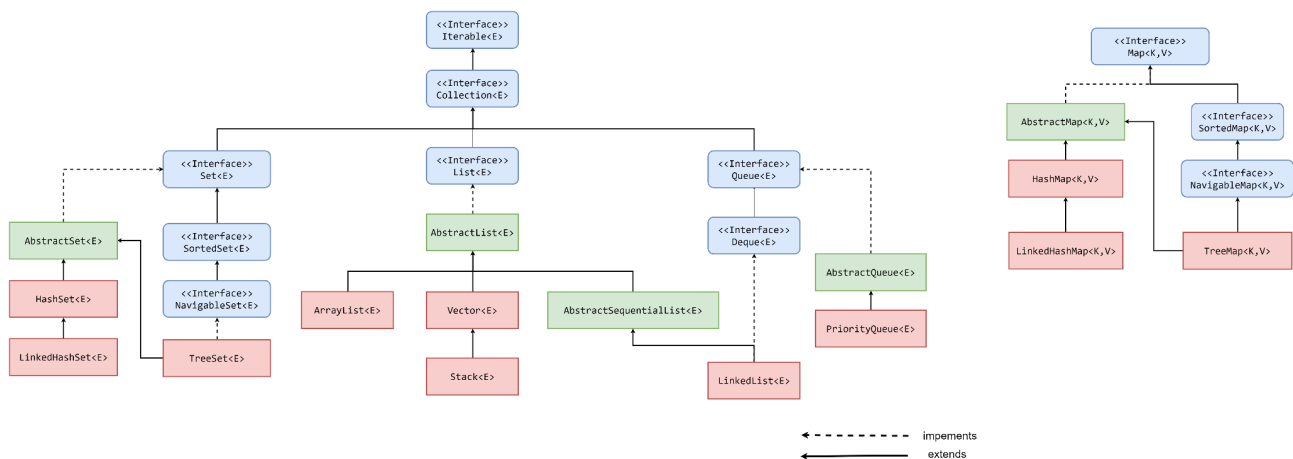 <<Interface>>
Iterable<E>
<<Interface>>
Map<K,V>
<<Interface>>
Collection<E>
AbstractMap<K,V>
<<Interface>>
SortedMap<K,V>
<<Interface>>
Set<E>
<<Interface>>
List<E>
<<Interface>>
Queue<E>
HashMap<K,V>
<<Interface>>
NavigableMap<K,V>
AbstractSet<E>
<<Interface>>
SortedSet<E>
AbstractList<E>
<<Interface>>
Deque<E>
LinkedHashMap<K,V>
TreeMap<K,V>
AbstractQueue<E>
HashSet<E>
<<Interface>>
NavigableSet<E>
ArrayList<E>
Vector<E>
AbstractSequentialList<E>
PriorityQueue<E>
LinkedHashSet<E>
TreeSet<E>
Stack<E>
LinkedList<E>
impements
extends